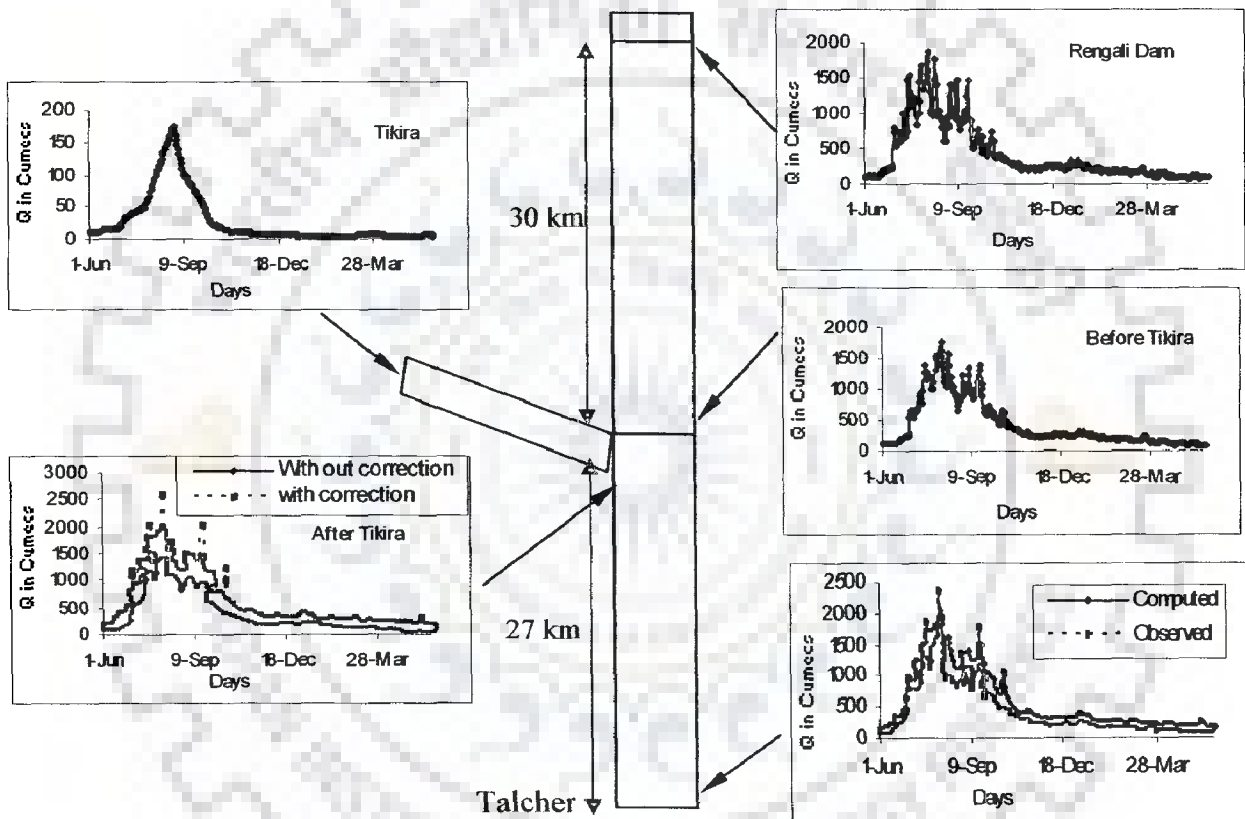 Tikira
Q in Cumecs
200
150
100
50
0
1-Jun
9-Sep
18-Dec
28-Mar
Days
Rengali Dam
Q in Cumecs
2000
1500
1000
500
0
1-Jun
9-Sep
18-Dec
28-Mar
Days
30 km
Before Tikira
Q in Cumecs
2000
1500
1000
500
0
1-Jun
9-Sep
18-Dec
28-Mar
Days
With out correction
with correction
After Tikira
Q in Cumecs
3000
2500
2000
1500
1000
500
0
1-Jun
9-Sep
18-Dec
28-Mar
Days
27 km
Computed
Observed
Q in Cumecs
2500
2000
1500
1000
500
0
1-Jun
9-Sep
18-Dec
28-Mar
Days
Talcher